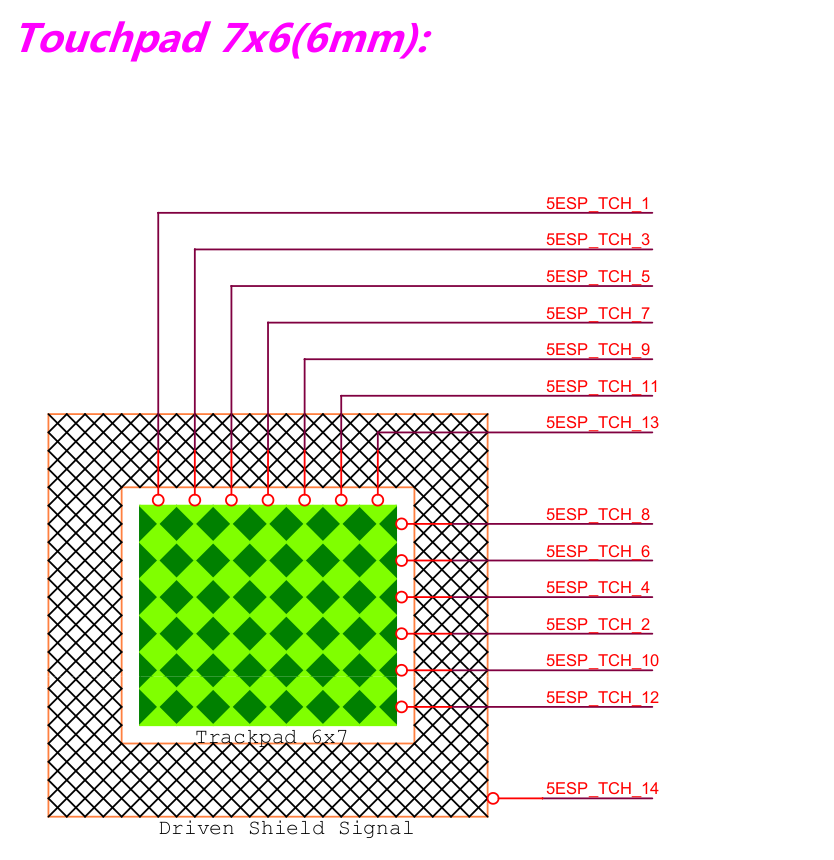 Touchpad 7x6(6mm):
5ESP_TCH_1
5ESP_TCH_3
5ESP_TCH_5
5ESP_TCH_7
5ESP_TCH_9
5ESP_TCH_11
5ESP_TCH_13
5ESP_TCH_8
5ESP_TCH_6
5ESP_TCH_4
5ESP_TCH_2
5ESP_TCH_10
5ESP_TCH_12
Trackpad 6x7
5ESP_TCH_14
Driven Shield Signal